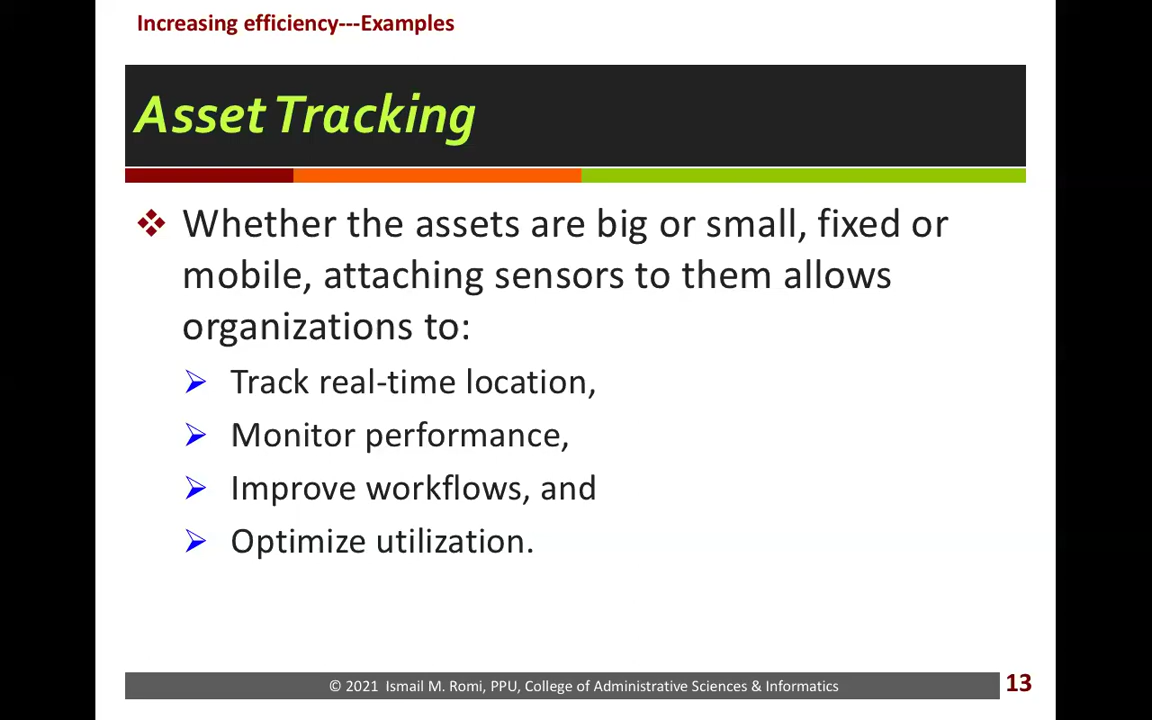 Increasing efficiency---Examples
Asset Tracking
Whether the assets are big or small, fixed or
mobile, attaching sensors to them allows
organizations to:
Track real-time location,
Monitor performance,
Improve workflows, and
Optimize utilization.
© 2021 Ismail M. Romi, PPU, College of Administrative Sciences & Informatics
13